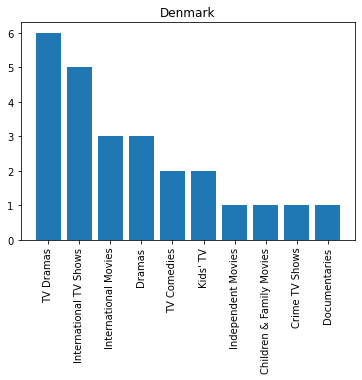 Denmark
6
5
4
3
2
1
0
TV Dramas
International TV Shows
International Movies
Dramas
TV Comedies
Kids' TV
Independent Movies
Children & Family Movies
Crime TV Shows
Documentaries